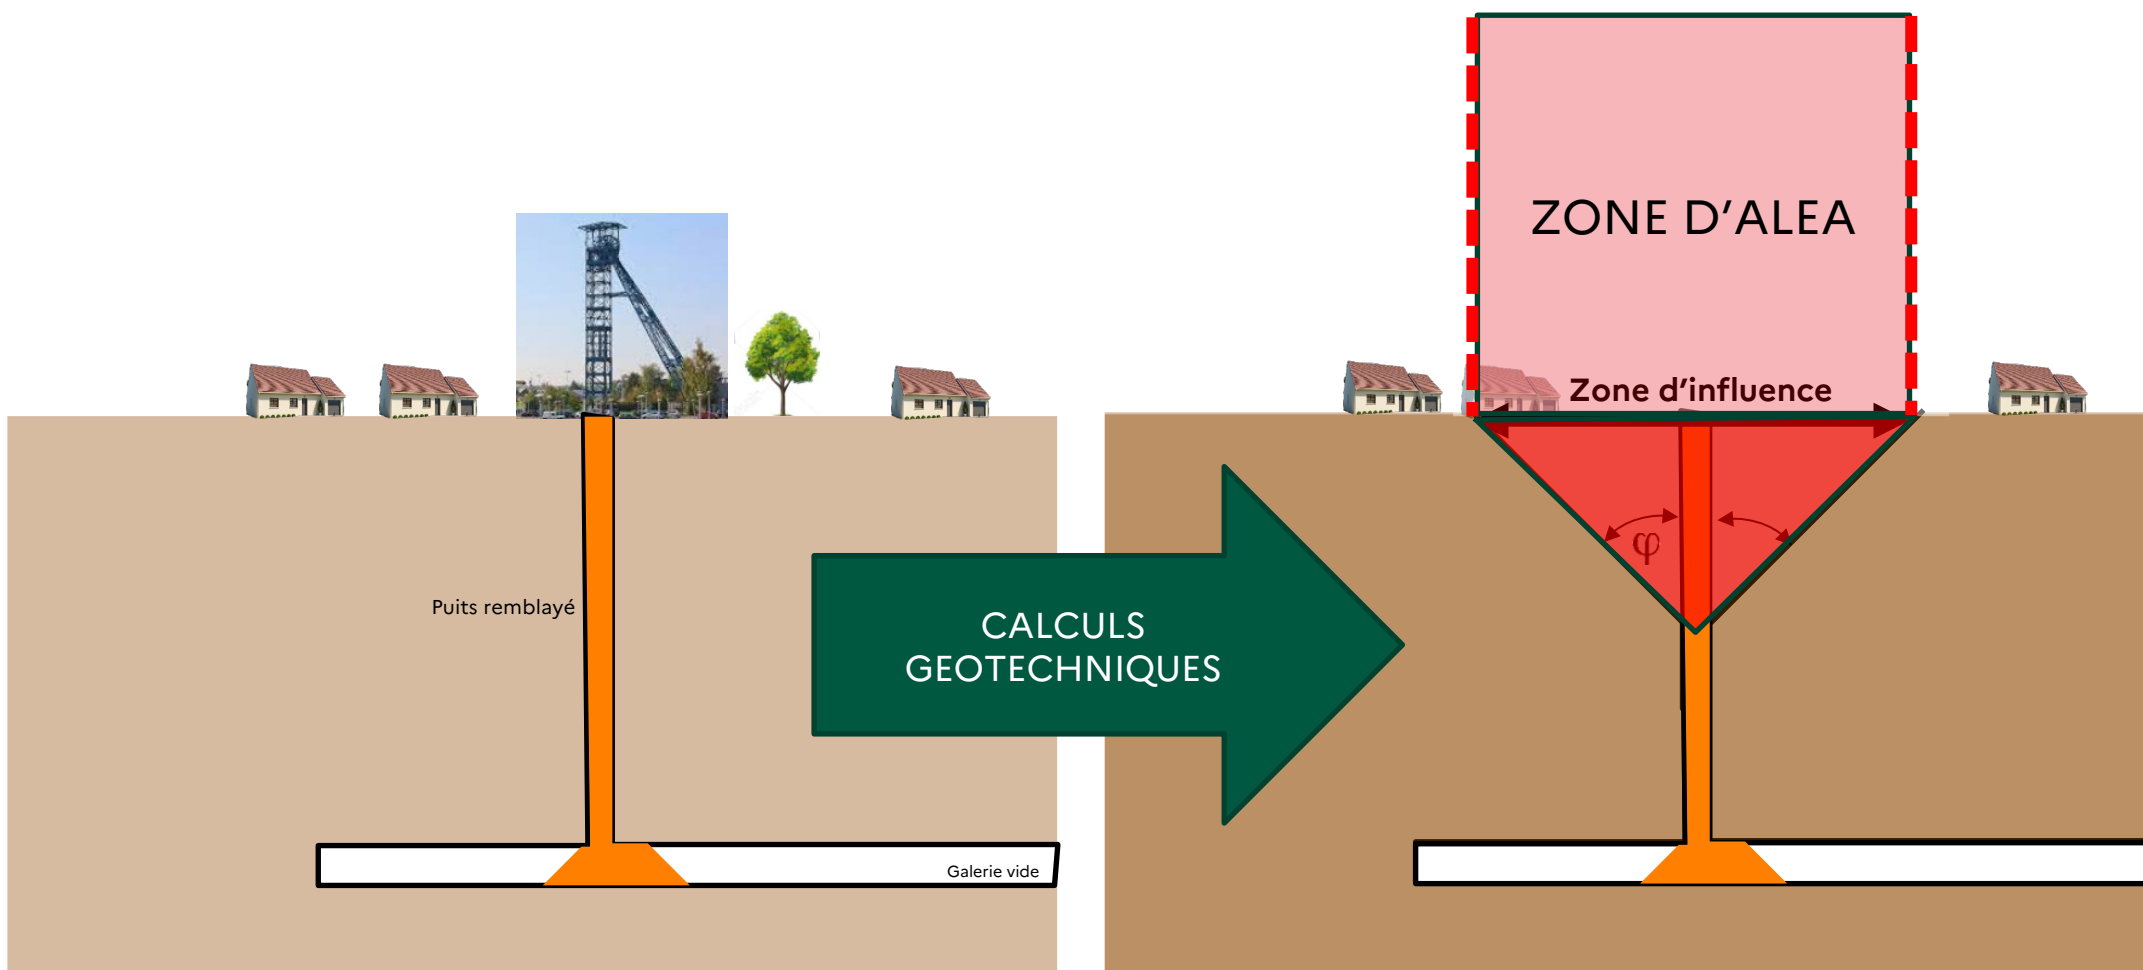 ZONE D’ALEA
Zone d’influence
φ
Puits remblayé
CALCULS
GEOTECHNIQUES
Galerie vide